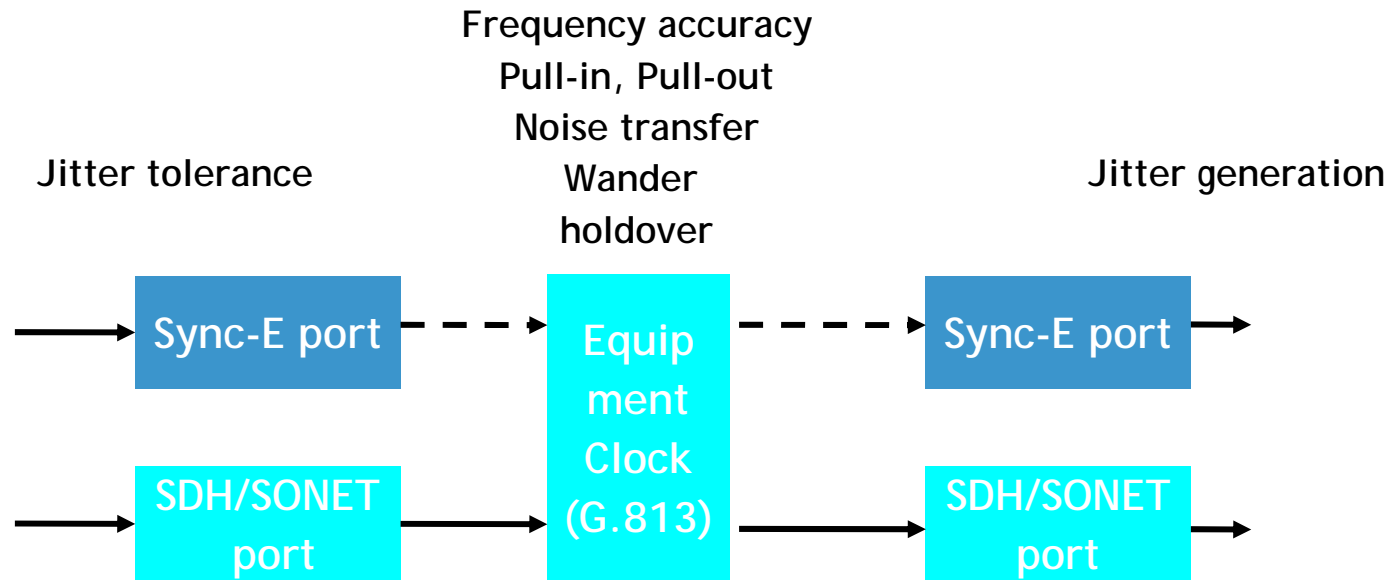 Frequency accuracy
Pull-in, Pull-out
Noise transfer
Wander
holdover
Jitter tolerance
Jitter generation
Sync-E port
Equip
ment
Clock
(G.813)
Sync-E port
SDH/SONET
port
SDH/SONET
port